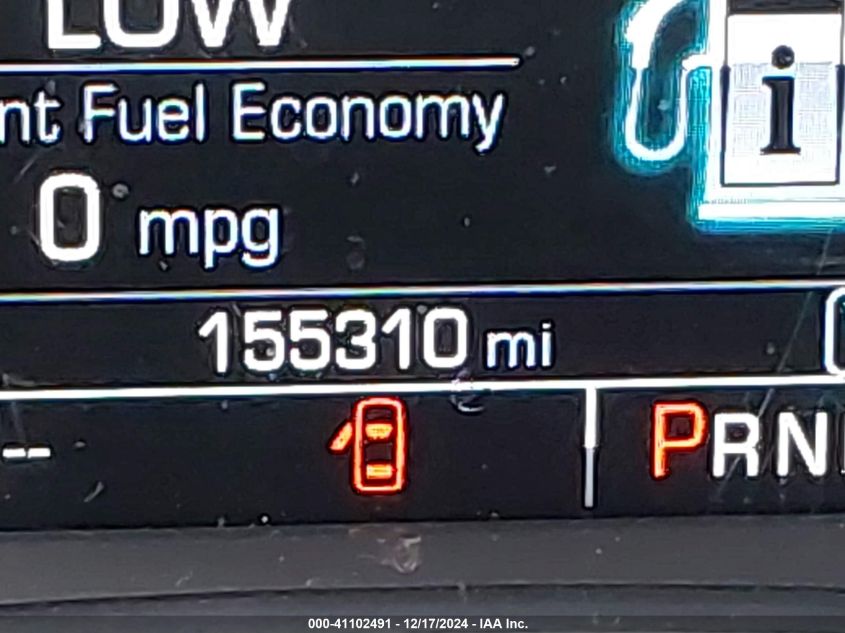 LOW
nt Fuel Economy
i
0 mpg
155310 mi
--
PRN
000-41102491 - 12/17/2024 - IAA Inc.